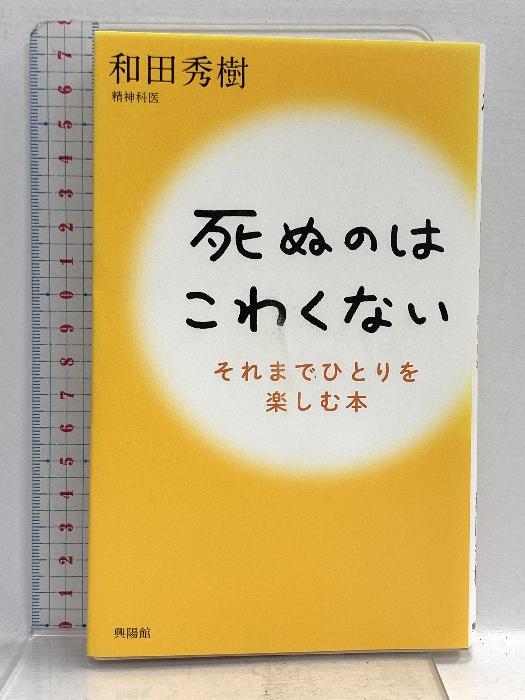 和田秀樹
精神科医
死ぬのは
こわくない
それまでひとりを
楽しむ本
興陽館